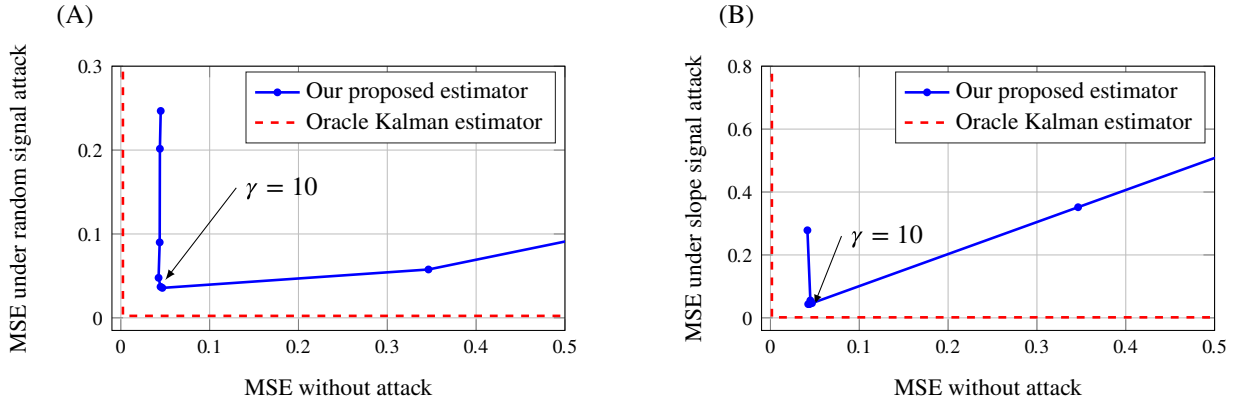 (A)
MSE under random signal attack
0.3
0.2
0.1
0
Our proposed estimator
Oracle Kalman estimator
γ = 10
0
0.1
0.2
0.3
0.4
0.5
MSE without attack
(B)
MSE under slope signal attack
0.8
0.6
0.4
0.2
0
Our proposed estimator
Oracle Kalman estimator
γ = 10
0
0.1
0.2
0.3
0.4
0.5
MSE without attack